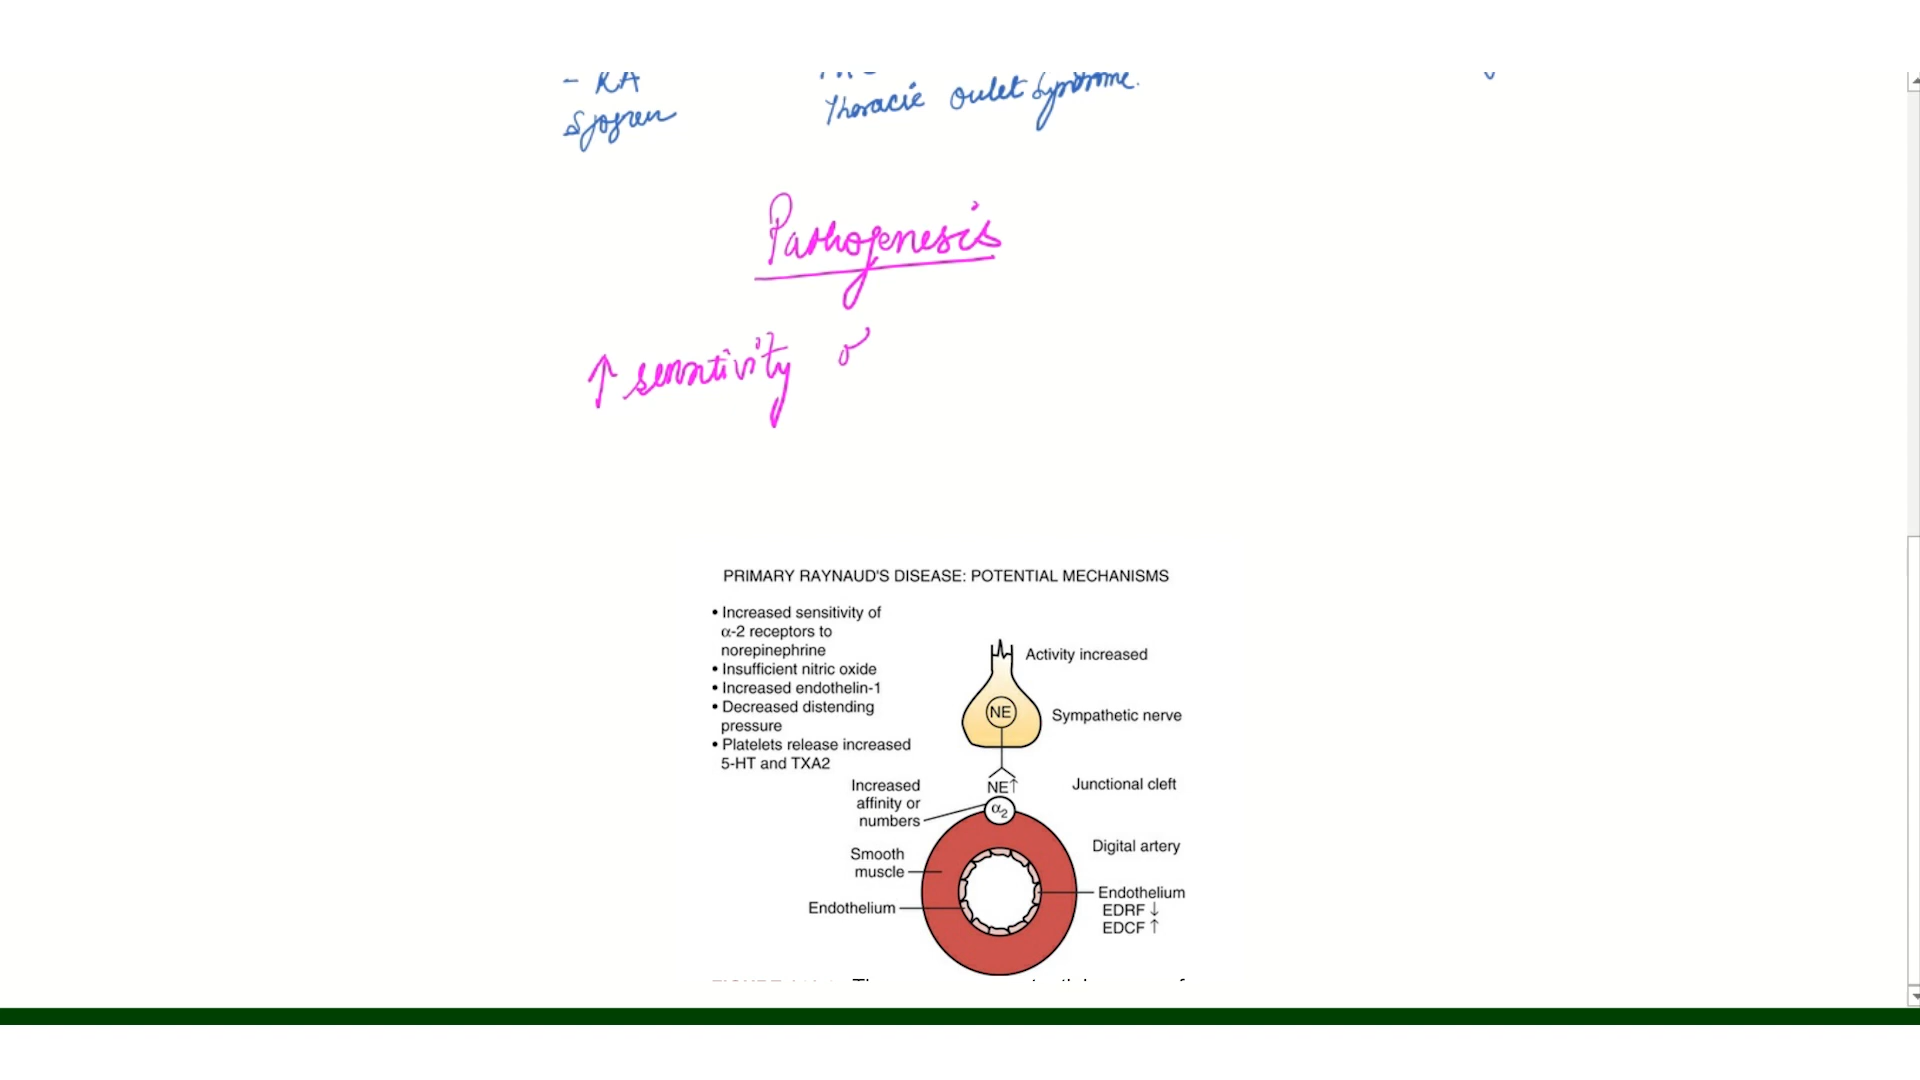 - RA
Sjogren
Thoracic oulet Syndrome.
Pathogenesis
↑ sensitivity o
PRIMARY RAYNAUD'S DISEASE: POTENTIAL MECHANISMS
• Increased sensitivity of
α-2 receptors to
norepinephrine
• Insufficient nitric oxide
• Increased endothelin-1
• Decreased distending
pressure
• Platelets release increased
5-HT and TXA2
Activity increased
NE
Sympathetic nerve
NE↑
Junctional cleft
Increased
affinity or
numbers
α2
Digital artery
Smooth
muscle
Endothelium
Endothelium
EDRF ↓
EDCF ↑